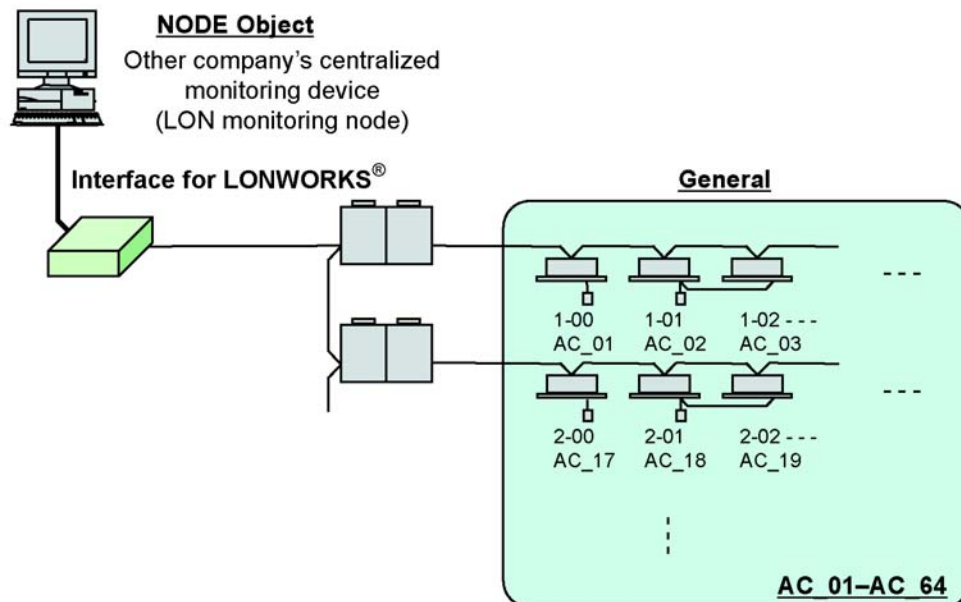 NODE Object
Other company's centralized
monitoring device
(LON monitoring node)
Interface for LONWORKS®
General
1-00 1-01 1-02 - - -
AC_01 AC_02 AC_03
- - -
2-00 2-01 2-02 - - -
AC_17 AC_18 AC_19
- - -
AC_01–AC_64